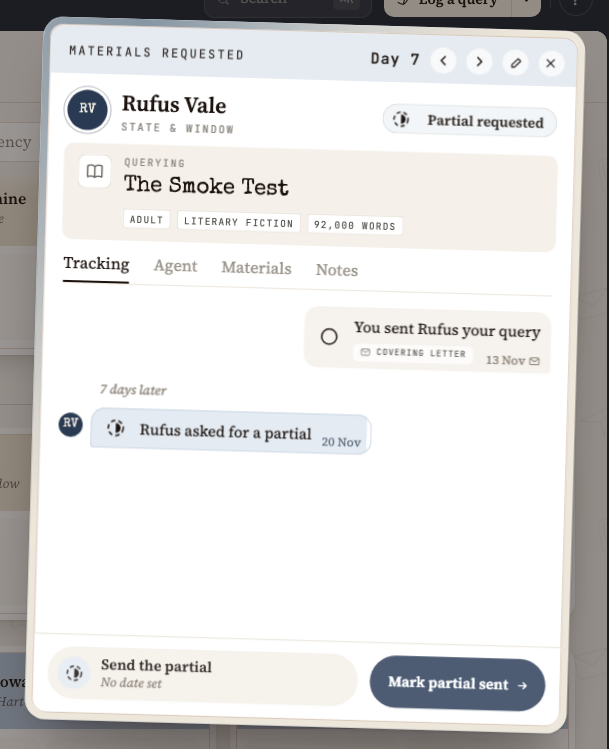 Search
Log a query
MATERIALS REQUESTED
Day 7
RV
Rufus Vale
STATE & WINDOW
Partial requested
QUERYING
The Smoke Test
ADULT
LITERARY FICTION
92,000 WORDS
Tracking
Agent
Materials
Notes
You sent Rufus your query
COVERING LETTER
13 Nov
7 days later
RV
Rufus asked for a partial
20 Nov
Send the partial
No date set
Mark partial sent →